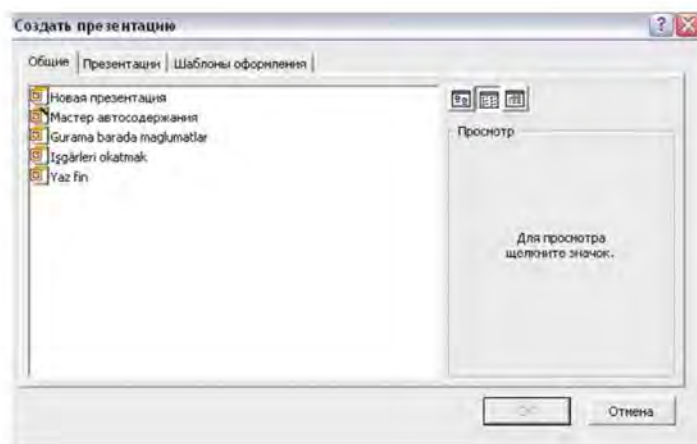 Создать презентацию
Общие Презентации Шаблоны оформления
Новая презентация
Мастер автосодержания
Gurama barada maglumatlar
Işgärleri okatmak
Yaz fin
Просмотр
Для просмотра
щелкните значок.
ОК Отмена